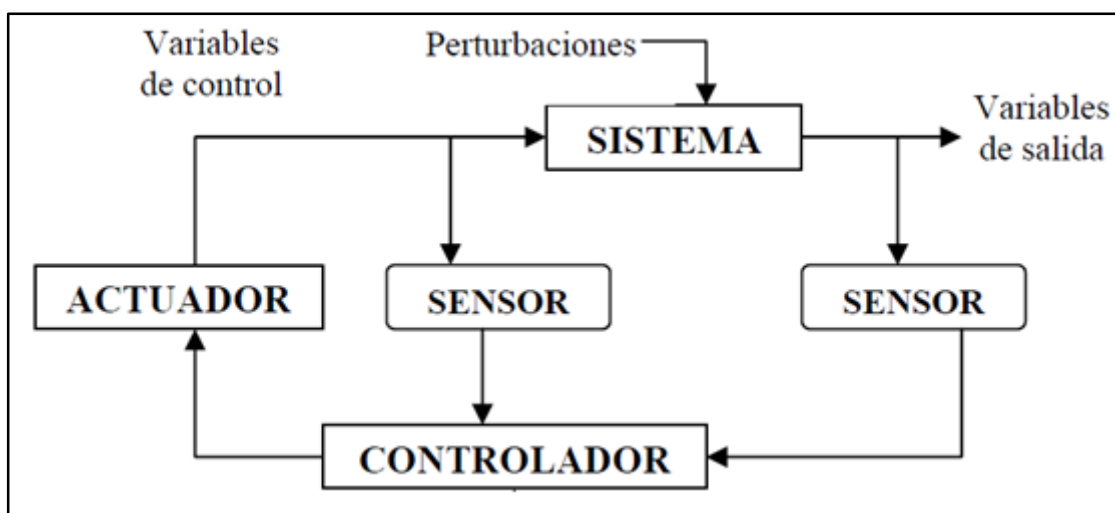 Variables
de control
Perturbaciones
SISTEMA
Variables
de salida
ACTUADOR
SENSOR
SENSOR
CONTROLADOR